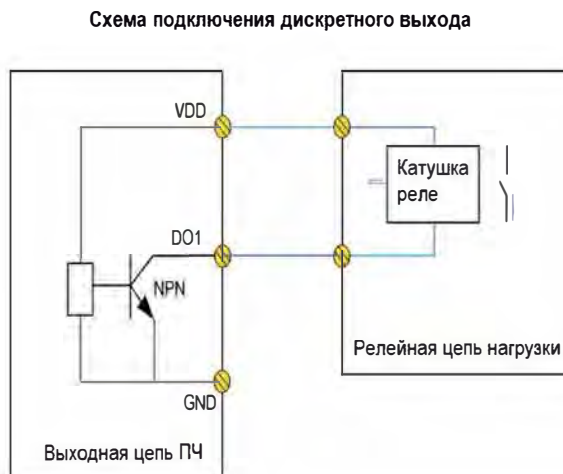 Схема подключения дискретного выхода
VDD
Катушка
реле
DO1
NPN
Релейная цепь нагрузки
GND
Выходная цепь ПЧ